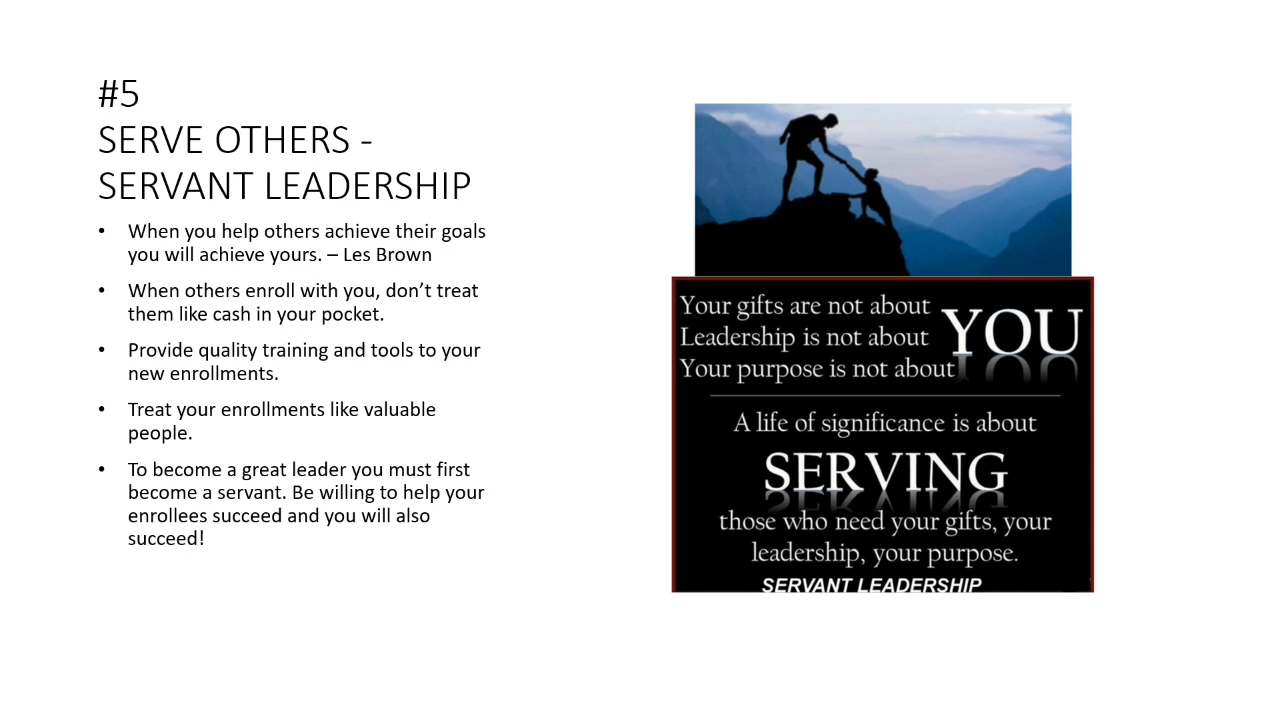 #5
SERVE OTHERS -
SERVANT LEADERSHIP
• When you help others achieve their goals
you will achieve yours. – Les Brown
• When others enroll with you, don’t treat
them like cash in your pocket.
• Provide quality training and tools to your
new enrollments.
• Treat your enrollments like valuable
people.
• To become a great leader you must first
become a servant. Be willing to help your
enrollees succeed and you will also
succeed!
Your gifts are not about
Leadership is not about
Your purpose is not about
YOU
A life of significance is about
SERVING
those who need your gifts, your
leadership, your purpose.
SERVANT LEADERSHIP